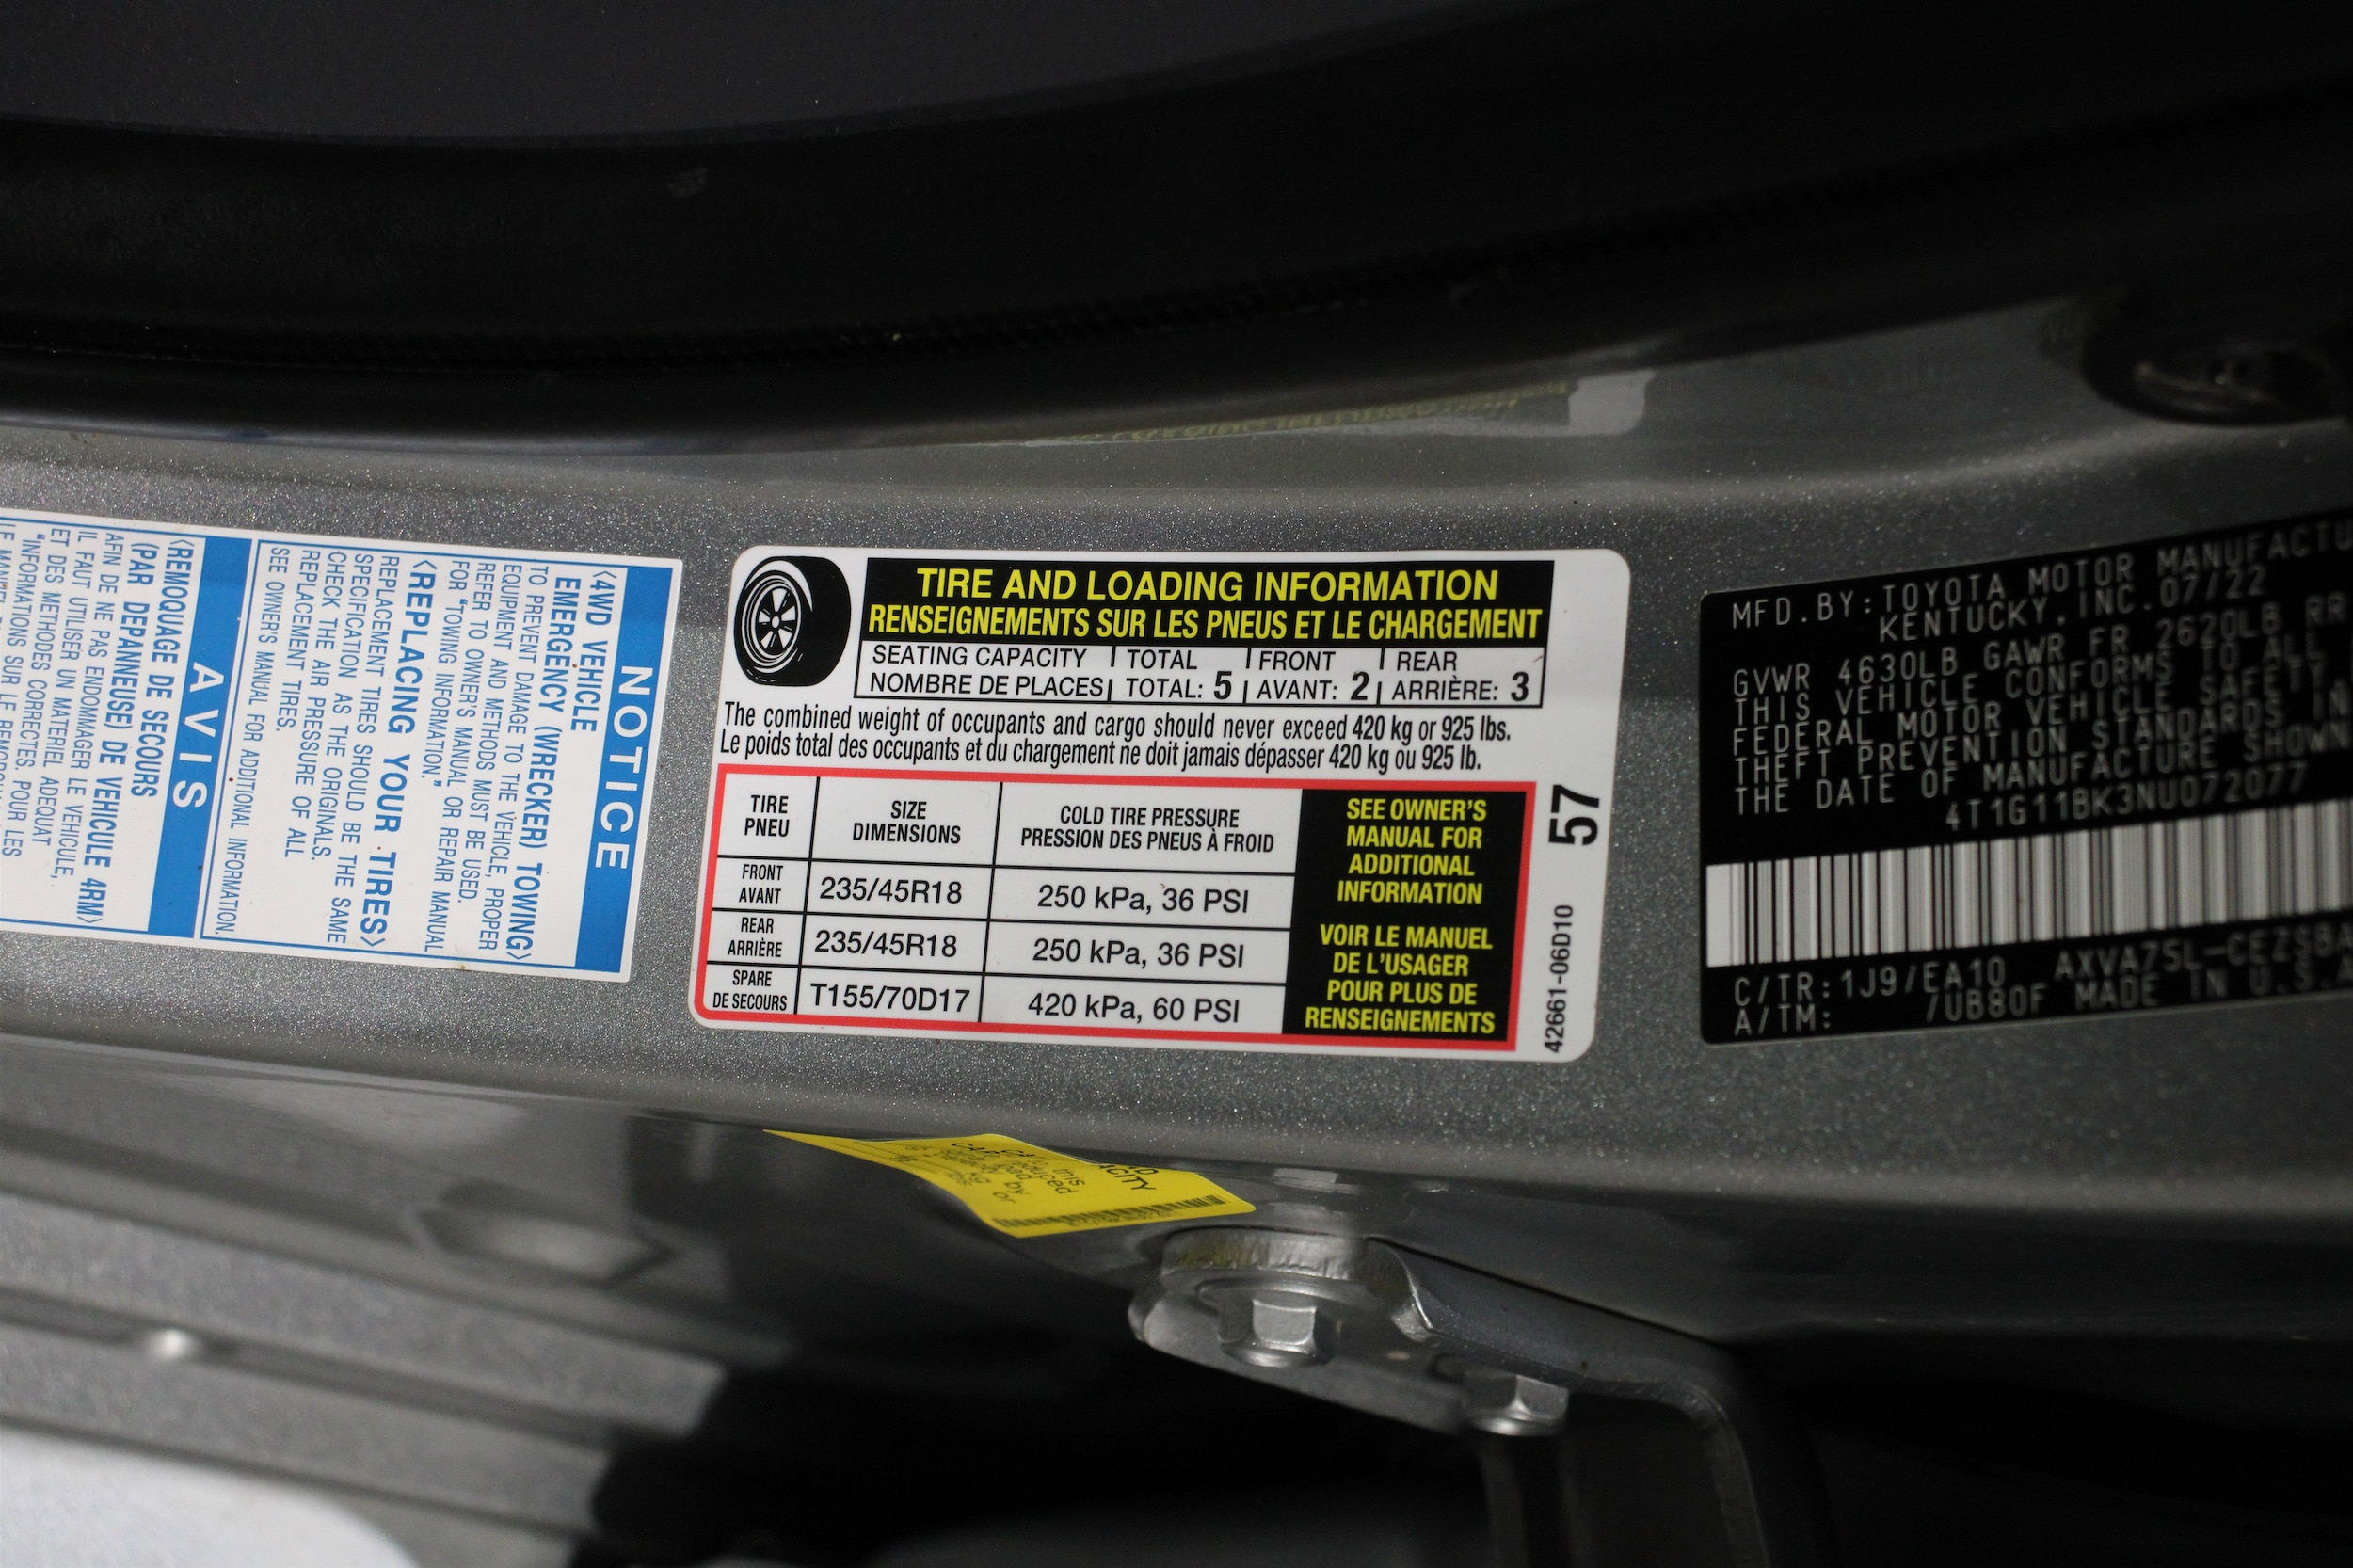 NOTICE
〈4WD VEHICLE
EMERGENCY (WRECKER) TOWING〉
TO PREVENT DAMAGE TO THE VEHICLE, PROPER
EQUIPMENT AND METHODS MUST BE USED.
REFER TO OWNER'S MANUAL OR REPAIR MANUAL
FOR "TOWING INFORMATION."
〈REPLACING YOUR TIRES〉
REPLACEMENT TIRES SHOULD BE THE SAME
SPECIFICATION AS THE ORIGINALS.
CHECK THE AIR PRESSURE OF ALL
REPLACEMENT TIRES.
SEE OWNER'S MANUAL FOR ADDITIONAL INFORMATION.
AVIS
〈REMOQUAGE DE SECOURS
(PAR DEPANNEUSE) DE VÉHICULE 4RM〉
AFIN DE NE PAS ENDOMMAGER LE VEHICULE,
IL FAUT UTILISER UN MATERIEL ADEQUAT
ET DES METHODES CORRECTES. POUR LES
"INFORMATIONS SUR LE
TIRE AND LOADING INFORMATION
RENSEIGNEMENTS SUR LES PNEUS ET LE CHARGEMENT
SEATING CAPACITY TOTAL FRONT REAR
NOMBRE DE PLACES TOTAL: 5 AVANT: 2 ARRIÈRE: 3
The combined weight of occupants and cargo should never exceed 420 kg or 925 lbs.
Le poids total des occupants et du chargement ne doit jamais dépasser 420 kg ou 925 lb.
TIRE SIZE COLD TIRE PRESSURE
PNEU DIMENSIONS PRESSION DES PNEUS À FROID
FRONT
AVANT 235/45R18 250 kPa, 36 PSI
REAR
ARRIÈRE 235/45R18 250 kPa, 36 PSI
SPARE
DE SECOURS T155/70D17 420 kPa, 60 PSI
SEE OWNER'S
MANUAL FOR
ADDITIONAL
INFORMATION
VOIR LE MANUEL
DE L'USAGER
POUR PLUS DE
RENSEIGNEMENTS
57
42661-06D10
MFD.BY:TOYOTA MOTOR MANUFACTU
KENTUCKY,INC.07/22
GVWR 4630LB GAWR FR 2620LB RR
THIS VEHICLE CONFORMS TO ALL
FEDERAL MOTOR VEHICLE SAFETY
THEFT PREVENTION STANDARDS IN
THE DATE OF MANUFACTURE SHOWN
4T1G11BK3NU072077
C/TR:1J9/EA10 AXVA75L-CEZSBA
A/TM: /UB80F MADE IN U.S.A